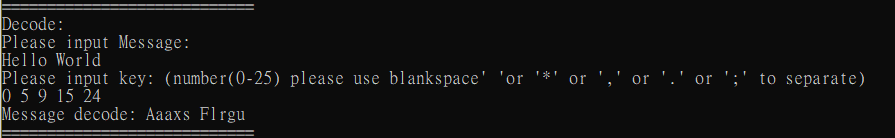 ============================
Decode:
Please input Message:
Hello World
Please input key: (number(0-25) please use blankspace' 'or '*' or ',' or '.' or ';' to separate)
0 5 9 15 24
Message decode: Aaaxs Flrgu
============================